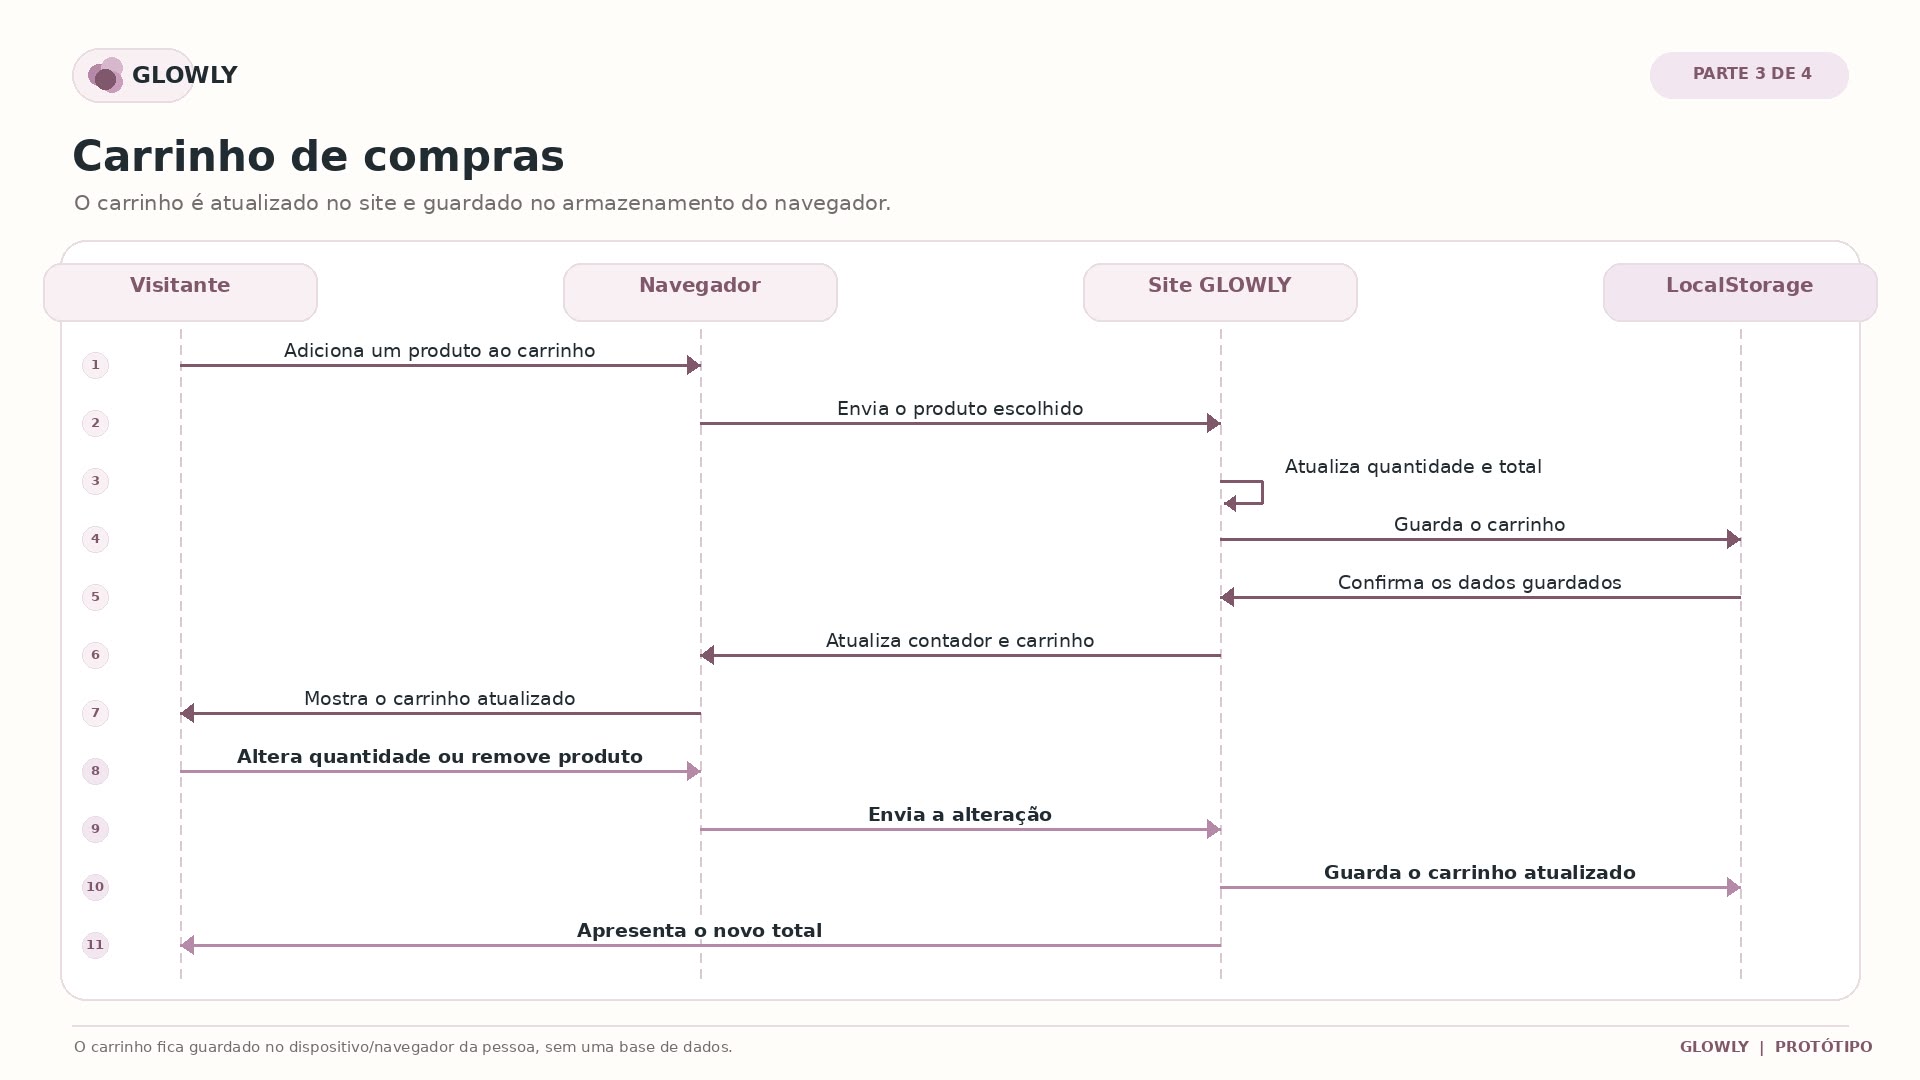 GLOWLY
PARTE 3 DE 4
Carrinho de compras
O carrinho é atualizado no site e guardado no armazenamento do navegador.
Visitante
Navegador
Site GLOWLY
LocalStorage
1
Adiciona um produto ao carrinho
2
Envia o produto escolhido
3
Atualiza quantidade e total
4
Guarda o carrinho
5
Confirma os dados guardados
6
Atualiza contador e carrinho
7
Mostra o carrinho atualizado
8
Altera quantidade ou remove produto
9
Envia a alteração
10
Guarda o carrinho atualizado
11
Apresenta o novo total
O carrinho fica guardado no dispositivo/navegador da pessoa, sem uma base de dados.
GLOWLY | PROTÓTIPO